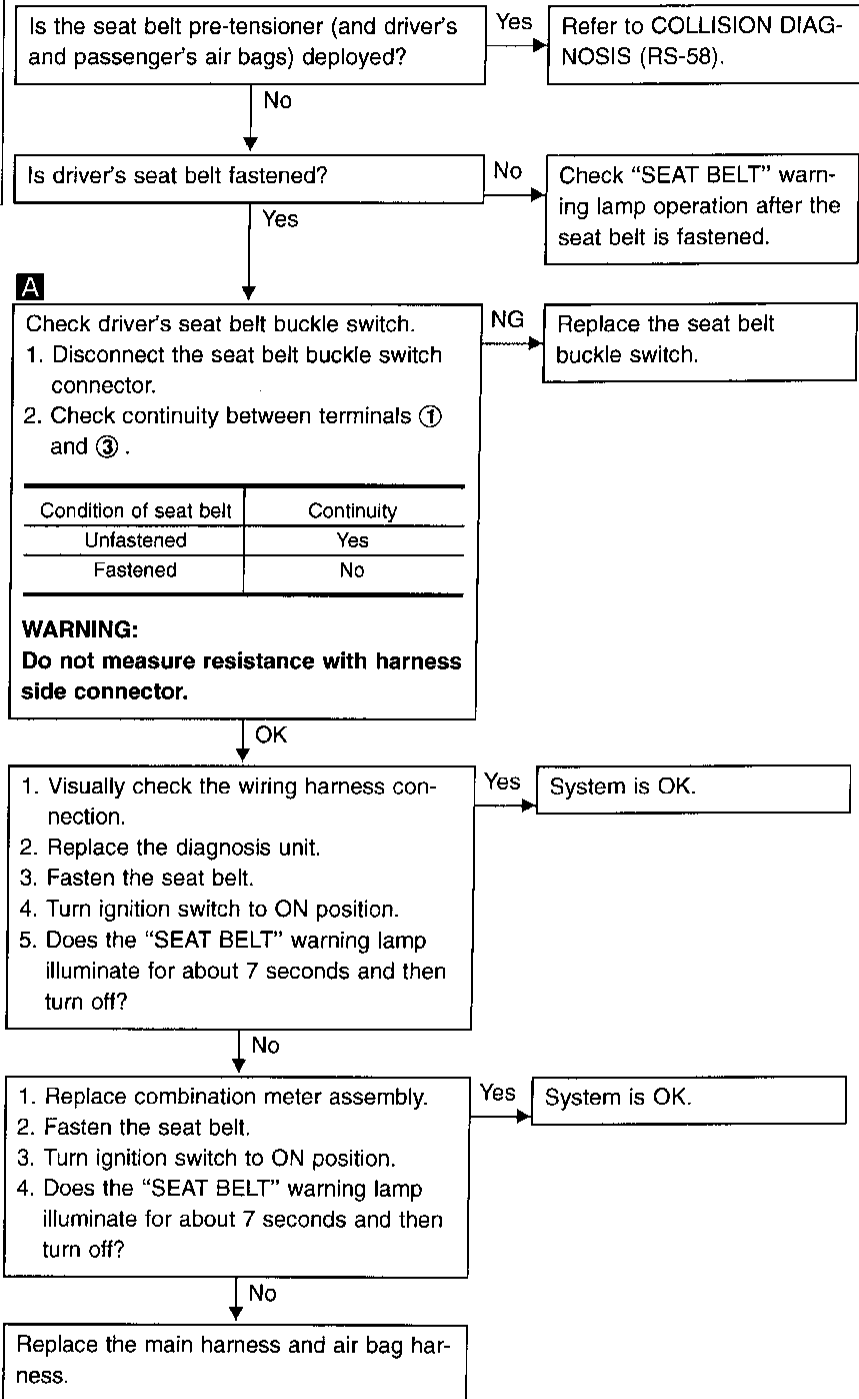 Is the seat belt pre-tensioner (and driver's
and passenger's air bags) deployed?
Yes
Refer to COLLISION DIAG-
NOSIS (RS-58).
No
Is driver's seat belt fastened?
No
Check “SEAT BELT” warn-
ing lamp operation after the
seat belt is fastened.
Yes
A
Check driver's seat belt buckle switch.
1. Disconnect the seat belt buckle switch
connector.
2. Check continuity between terminals ①
and ③ .
Condition of seat belt Continuity
Unfastened Yes
Fastened No
WARNING:
Do not measure resistance with harness
side connector.
NG
Replace the seat belt
buckle switch.
OK
1. Visually check the wiring harness con-
nection.
2. Replace the diagnosis unit.
3. Fasten the seat belt.
4. Turn ignition switch to ON position.
5. Does the “SEAT BELT” warning lamp
illuminate for about 7 seconds and then
turn off?
Yes
System is OK.
No
1. Replace combination meter assembly.
2. Fasten the seat belt.
3. Turn ignition switch to ON position.
4. Does the “SEAT BELT” warning lamp
illuminate for about 7 seconds and then
turn off?
Yes
System is OK.
No
Replace the main harness and air bag har-
ness.